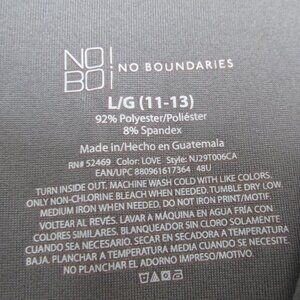 NO!
BO¡ NO BOUNDARIES
L/G (11-13)
92% Polyester/Poliéster
8% Spandex
Made in/Hecho en Guatemala
RN# 52469 Color: LOVE Style: NJ29T006CA
EAN/UPC 880961617364 48U
TURN INSIDE OUT. MACHINE WASH COLD WITH LIKE COLORS.
ONLY NON-CHLORINE BLEACH WHEN NEEDED. TUMBLE DRY LOW.
MEDIUM IRON WHEN NEEDED. DO NOT IRON PRINT/MOTIF.
VOLTEAR AL REVÉS. LAVAR A MÁQUINA EN AGUA FRÍA CON
COLORES SIMILARES. BLANQUEADOR SIN CLORO SOLAMENTE
CUANDO SEA NECESARIO. SECAR EN SECADORA A TEMPERATURA
BAJA. PLANCHAR A TEMPERATURA MEDIA CUANDO SE NECESITE.
NO PLANCHAR EL ADORNO IMPRESO/MOTIVO.